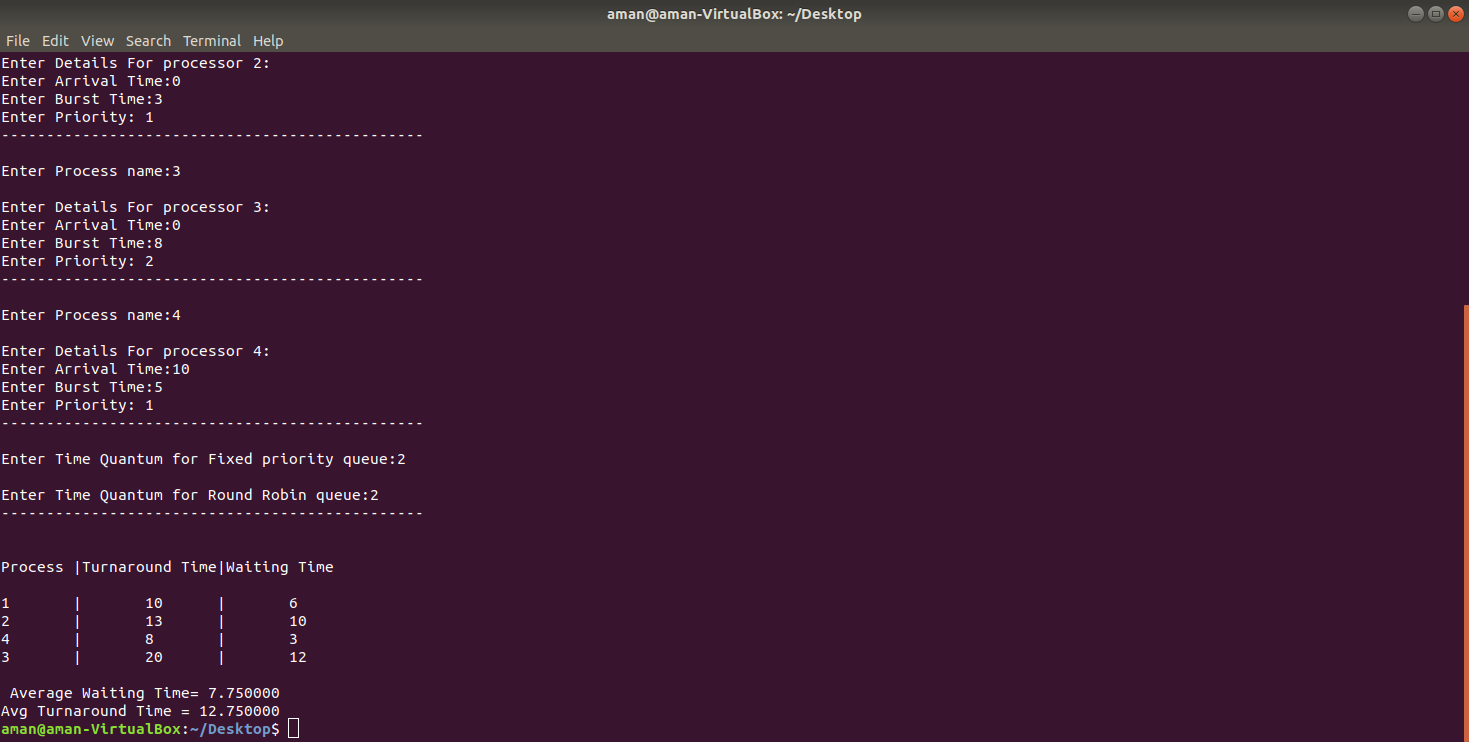 aman@aman-VirtualBox: ~/Desktop
File Edit View Search Terminal Help
Enter Details For processor 2:
Enter Arrival Time:0
Enter Burst Time:3
Enter Priority: 1
-----------------------------------------------
Enter Process name:3
Enter Details For processor 3:
Enter Arrival Time:0
Enter Burst Time:8
Enter Priority: 2
-----------------------------------------------
Enter Process name:4
Enter Details For processor 4:
Enter Arrival Time:10
Enter Burst Time:5
Enter Priority: 1
-----------------------------------------------
Enter Time Quantum for Fixed priority queue:2
Enter Time Quantum for Round Robin queue:2
-----------------------------------------------
Process |Turnaround Time|Waiting Time
1       |       10      |       6
2       |       13      |       10
4       |       8       |       3
3       |       20      |       12
 Average Waiting Time= 7.750000
Avg Turnaround Time = 12.750000
aman@aman-VirtualBox:~/Desktop$